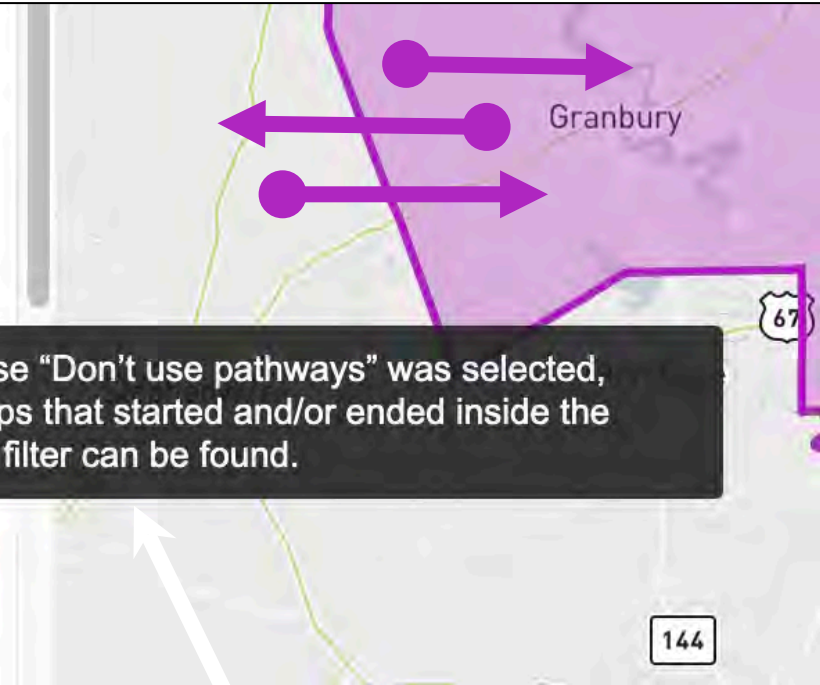 Granbury
67
se “Don’t use pathways” was selected,
ps that started and/or ended inside the
filter can be found.
144